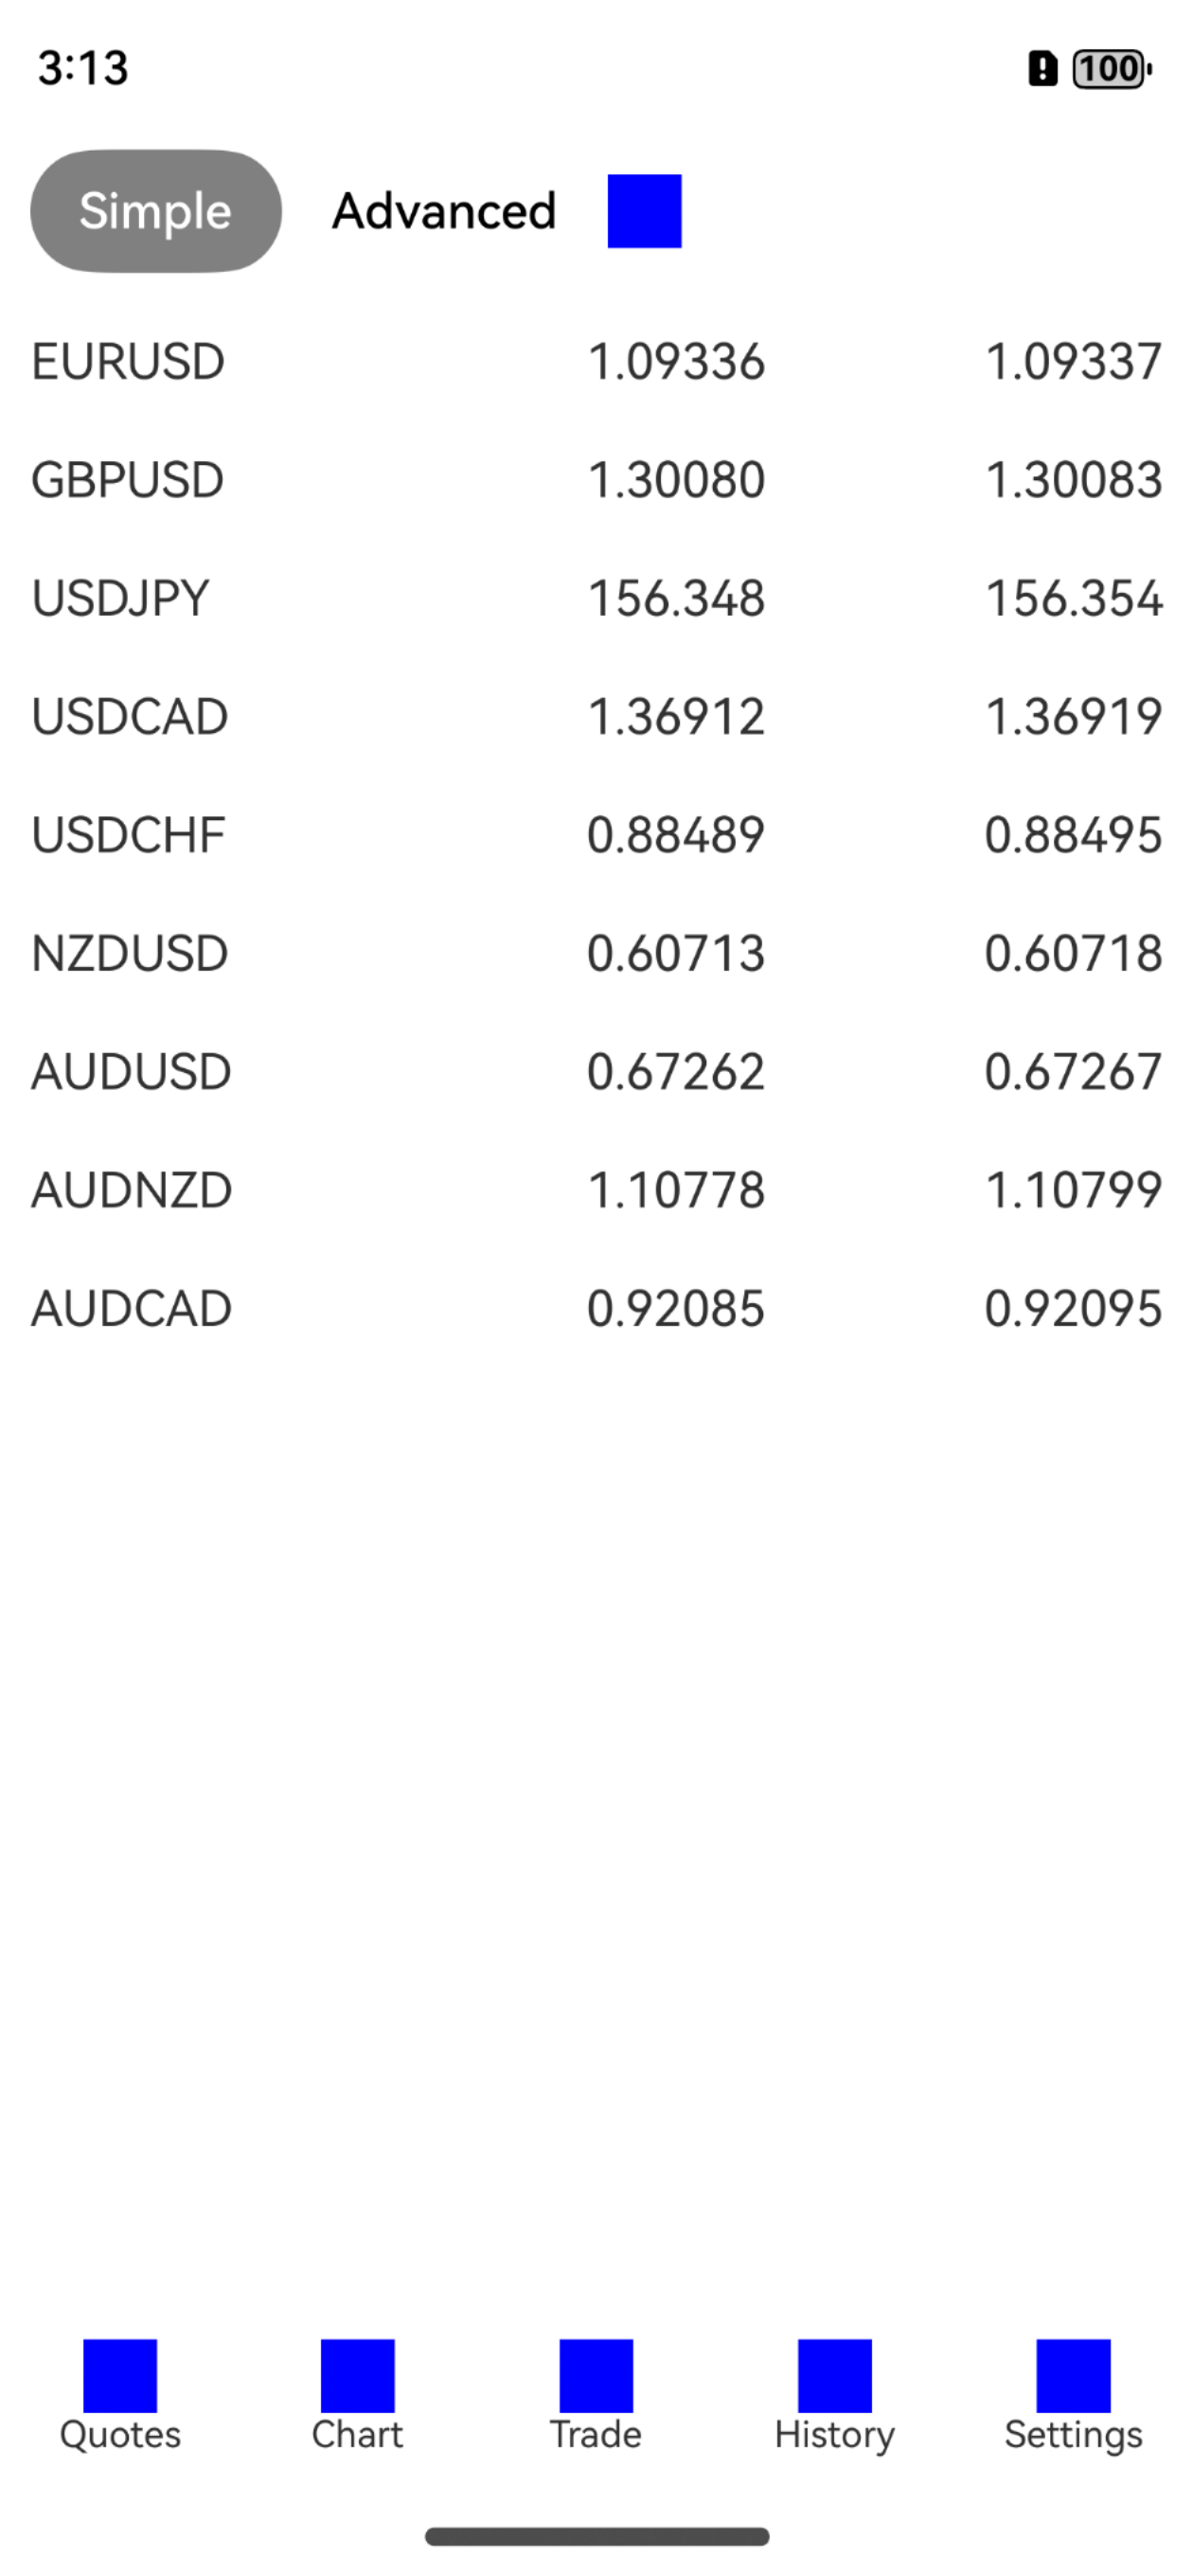 3:13 100
Simple Advanced
EURUSD 1.09336 1.09337
GBPUSD 1.30080 1.30083
USDJPY 156.348 156.354
USDCAD 1.36912 1.36919
USDCHF 0.88489 0.88495
NZDUSD 0.60713 0.60718
AUDUSD 0.67262 0.67267
AUDNZD 1.10778 1.10799
AUDCAD 0.92085 0.92095
Quotes Chart Trade History Settings